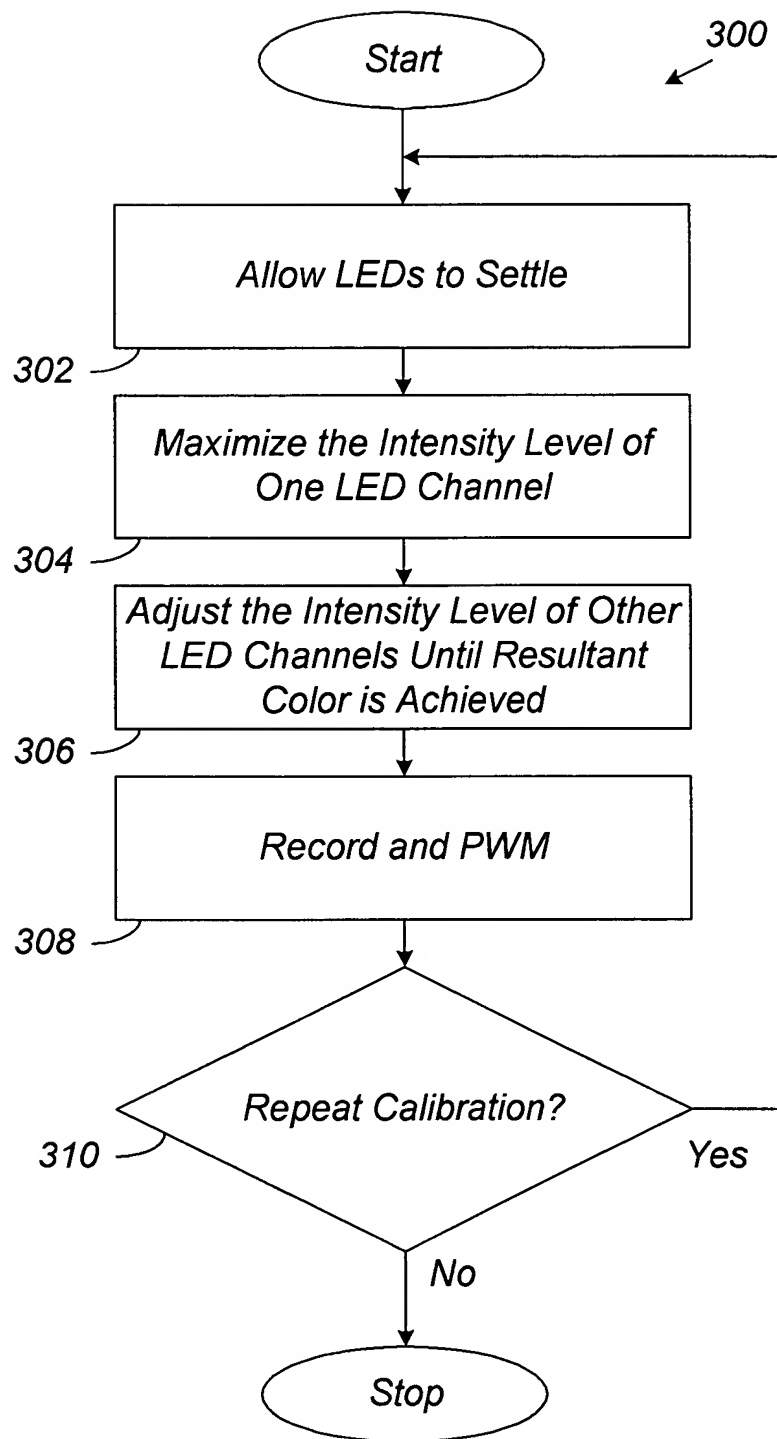 Start
300
Allow LEDs to Settle
302
Maximize the Intensity Level of
One LED Channel
304
Adjust the Intensity Level of Other
LED Channels Until Resultant
Color is Achieved
306
Record and PWM
308
Repeat Calibration?
310
Yes
No
Stop